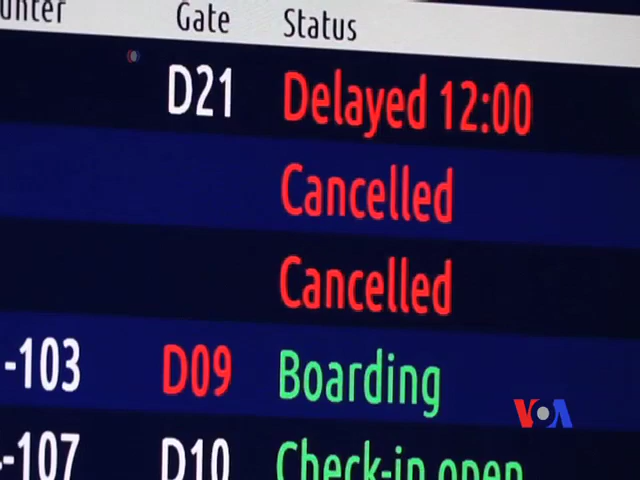 Gate Status
D21 Delayed 12:00
Cancelled
Cancelled
-103 D09 Boarding
VOA
-107 D10 Check-in open